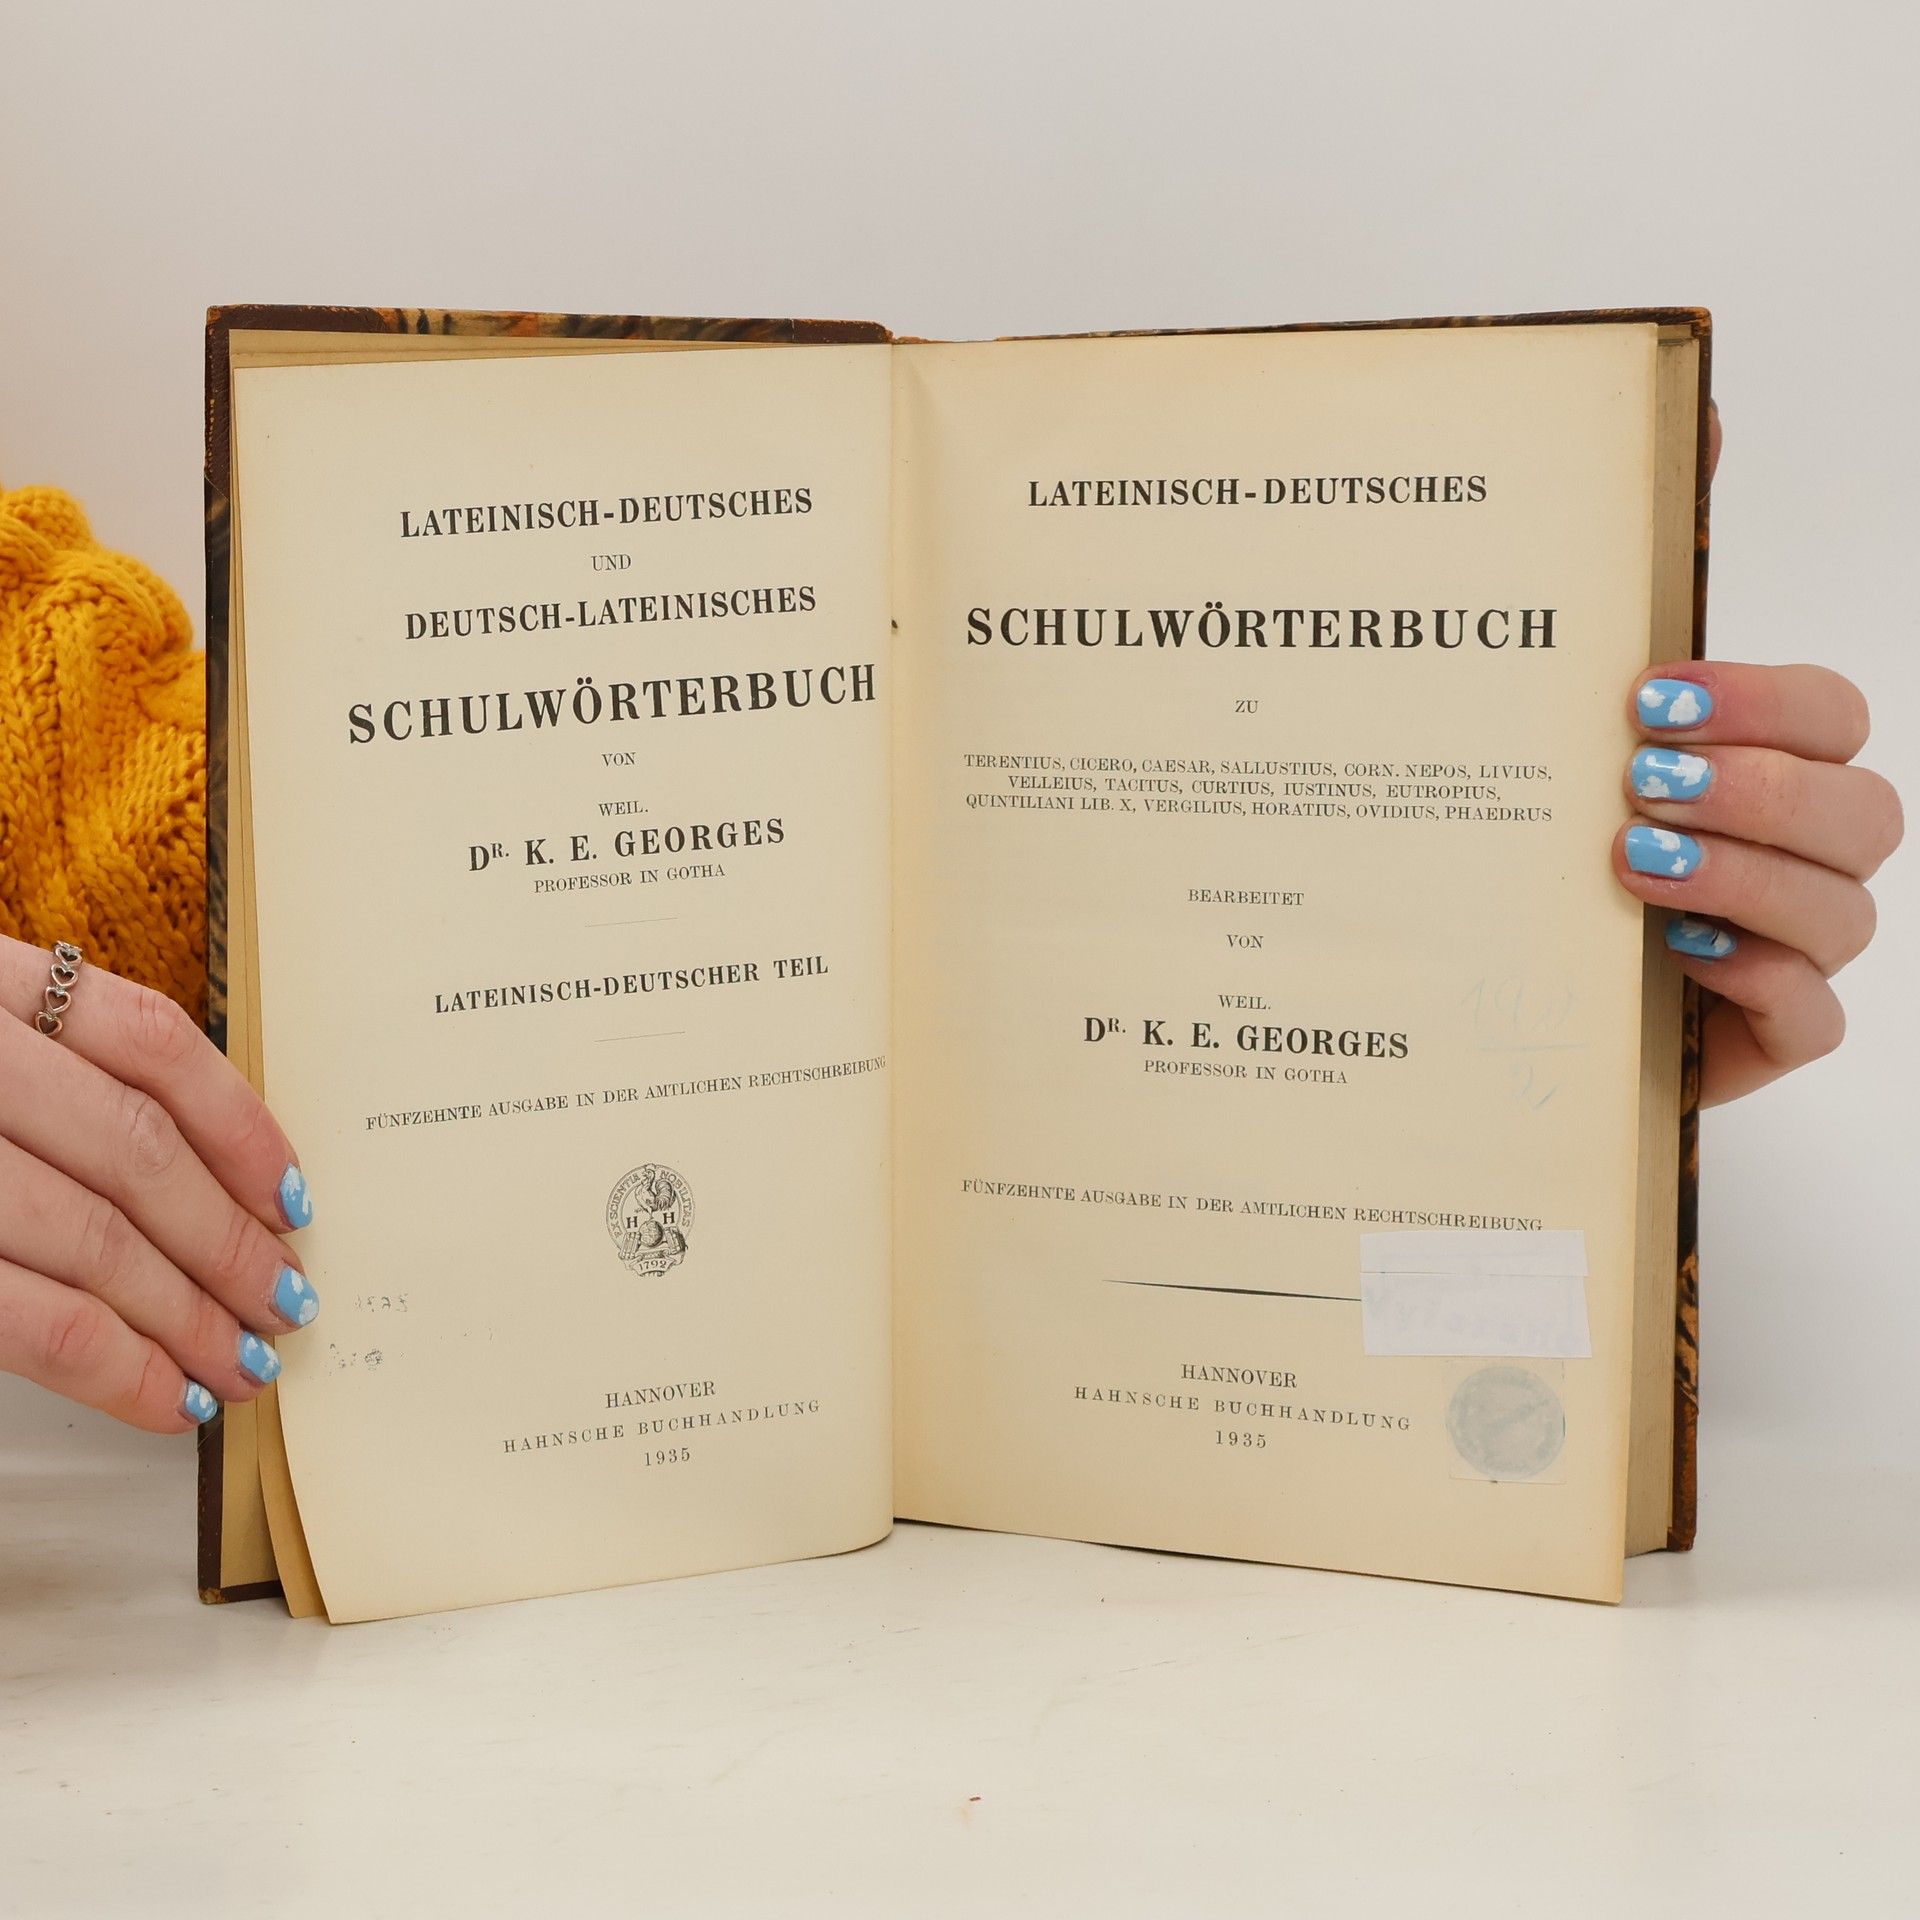 LATEINISCH-DEUTSCHES
UND
DEUTSCH-LATEINISCHES
SCHULWÖRTERBUCH
VON
WEIL.
DR. K. E. GEORGES
PROFESSOR IN GOTHA
LATEINISCH-DEUTSCHER TEIL
FÜNFZEHNTE AUSGABE IN DER AMTLICHEN RECHTSCHREIBUNG
EX SCIENTIA NOBILITAS
H H
1792
HANNOVER
HAHNSCHE BUCHHANDLUNG
1935
LATEINISCH-DEUTSCHES
SCHULWÖRTERBUCH
ZU
TERENTIUS, CICERO, CAESAR, SALLUSTIUS, CORN. NEPOS, LIVIUS,
VELLEIUS, TACITUS, CURTIUS, IUSTINUS, EUTROPIUS,
QUINTILIANI LIB. X, VERGILIUS, HORATIUS, OVIDIUS, PHAEDRUS
BEARBEITET
VON
WEIL.
DR. K. E. GEORGES
PROFESSOR IN GOTHA
FÜNFZEHNTE AUSGABE IN DER AMTLICHEN RECHTSCHREIBUNG
HANNOVER
HAHNSCHE BUCHHANDLUNG
1935